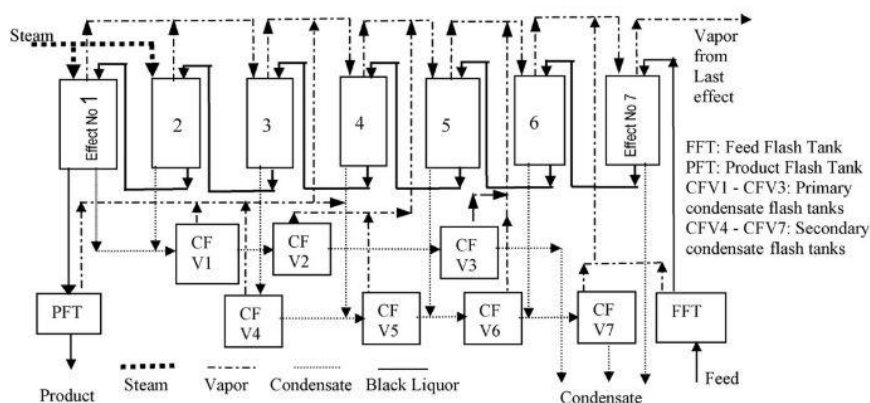 Steam
Vapor
from
Last
effect
Effect No 1
2
3
4
5
6
Effect No 7
FFT: Feed Flash Tank
PFT: Product Flash Tank
CFV1 - CFV3: Primary
condensate flash tanks
CFV4 - CFV7: Secondary
condensate flash tanks
CF
V1
CF
V2
CF
V3
PFT
CF
V4
CF
V5
CF
V6
CF
V7
FFT
Product
Steam
Vapor
Condensate
Black Liquor
Condensate
Feed